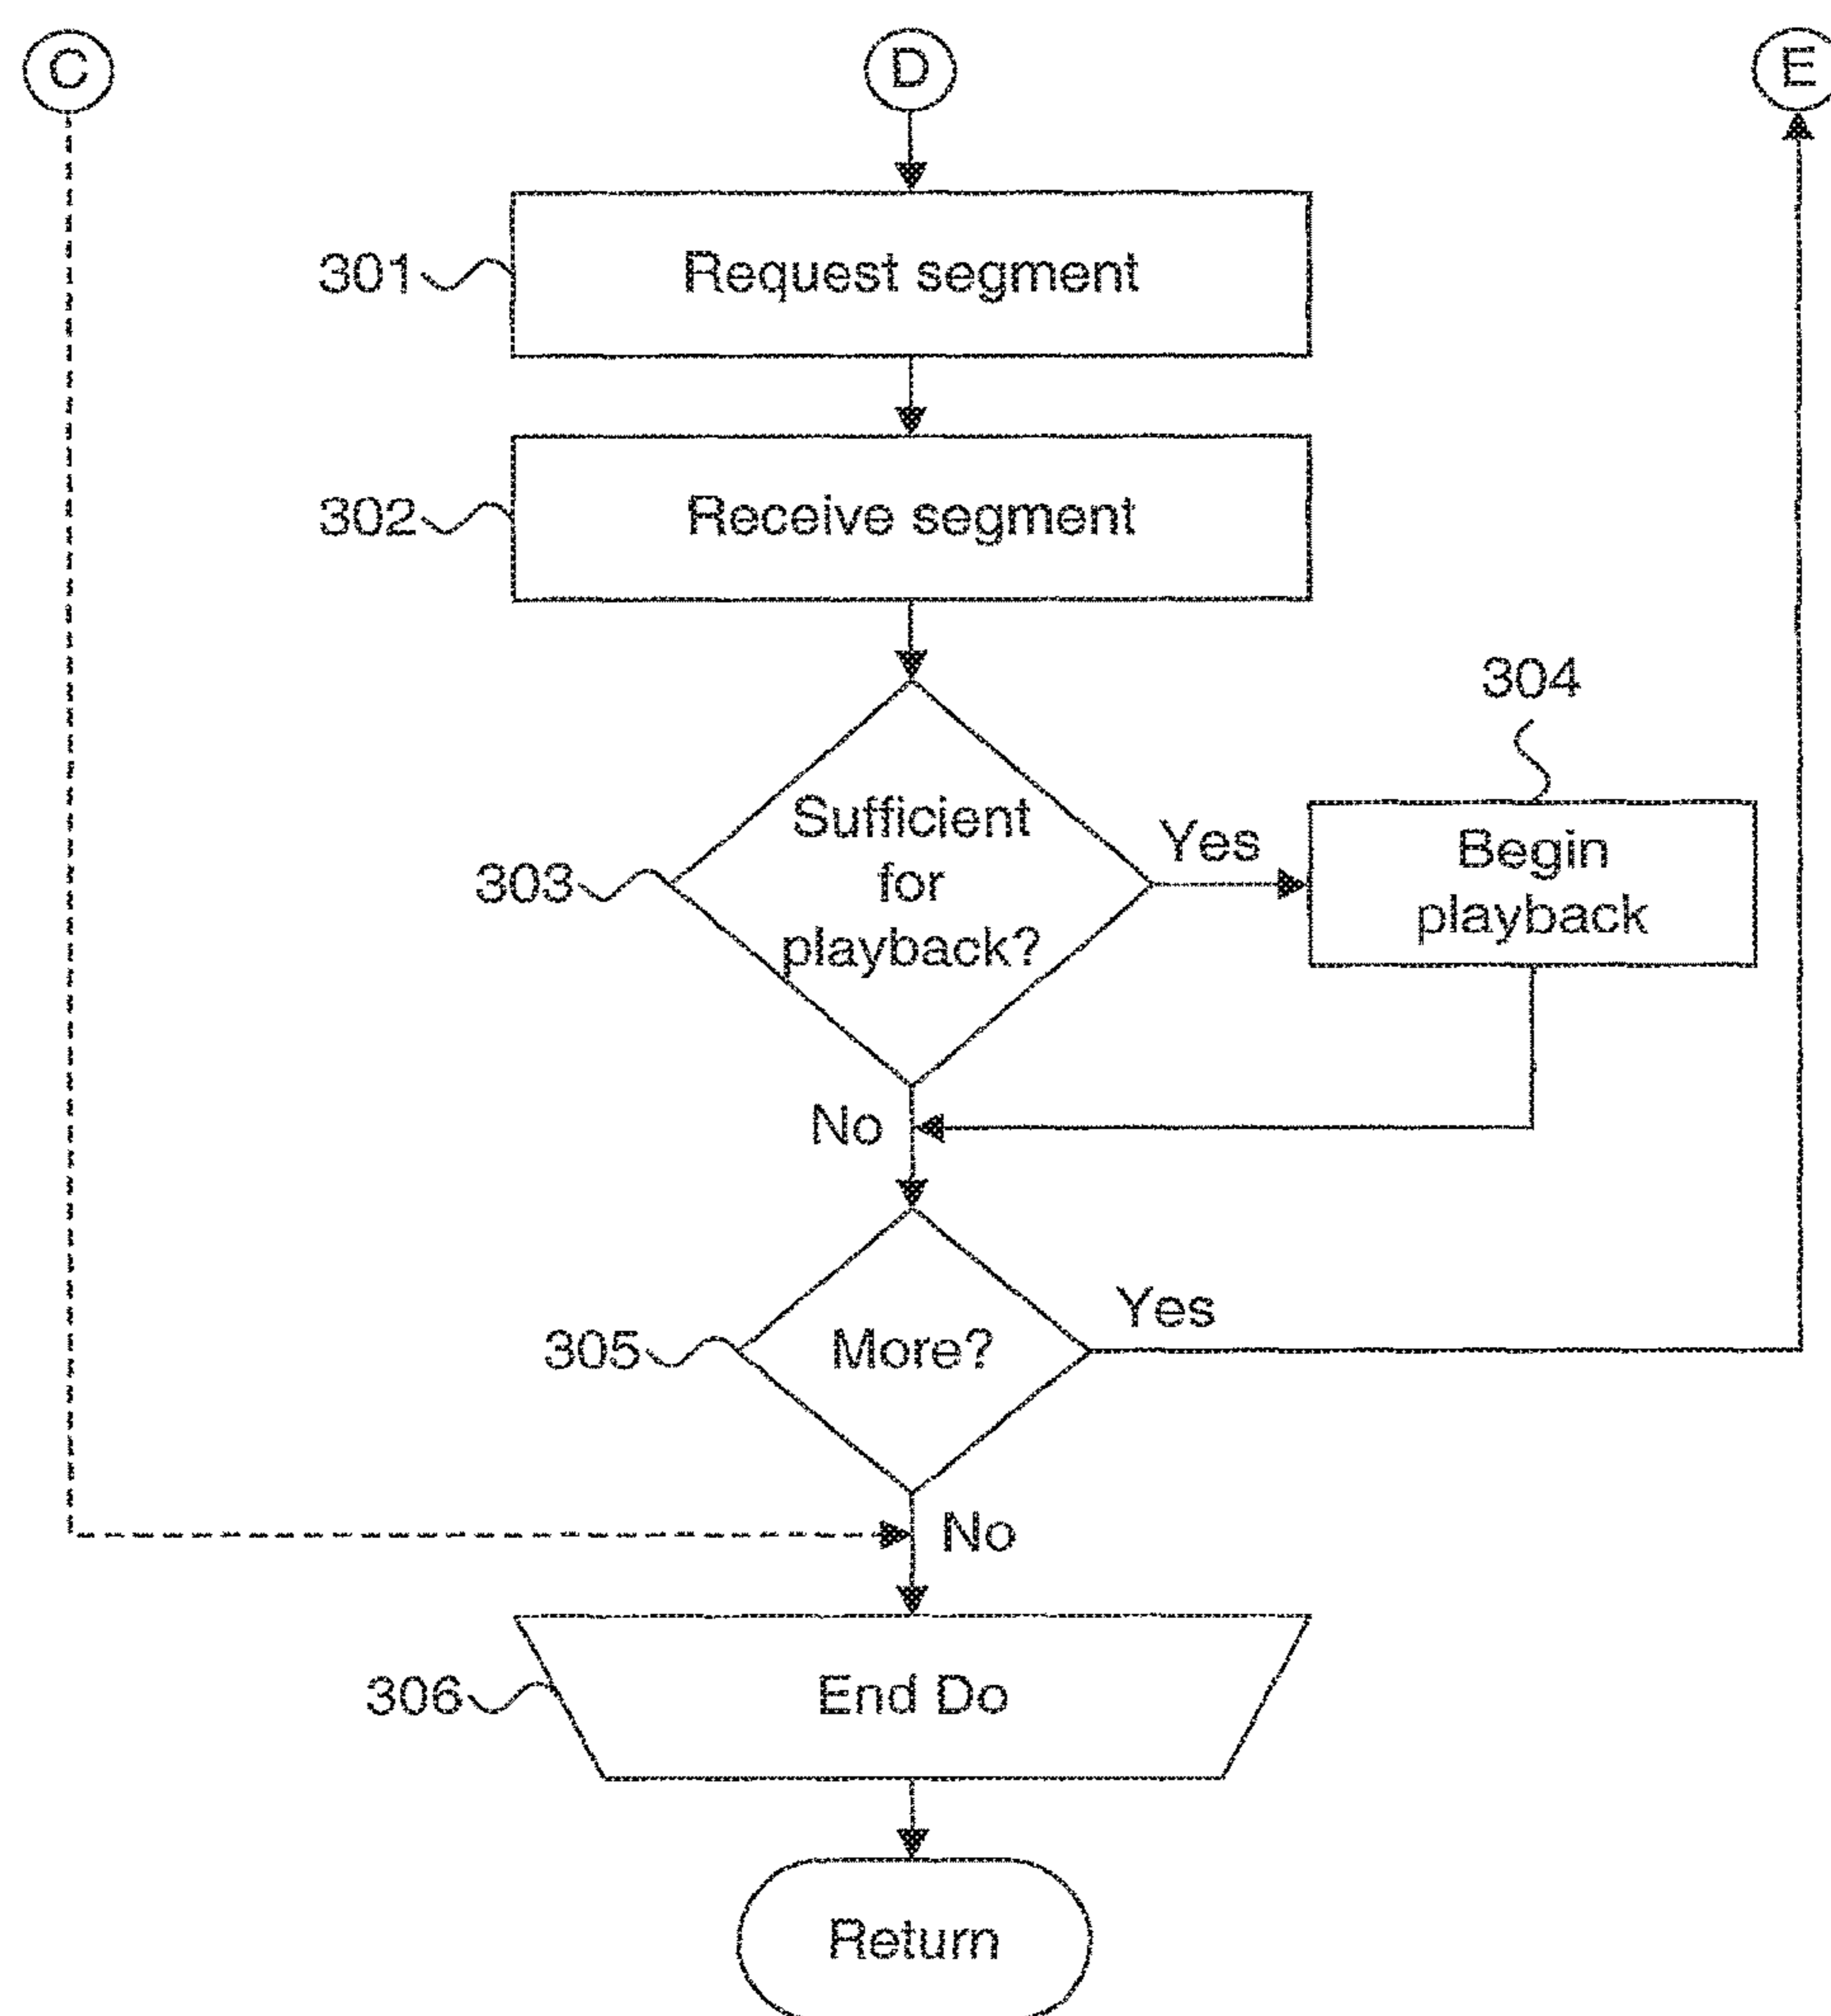 C
D
E
301
Request segment
302
Receive segment
304
Sufficient
for
playback?
303
Yes
Begin
playback
No
305
More?
Yes
No
306
End Do
Return